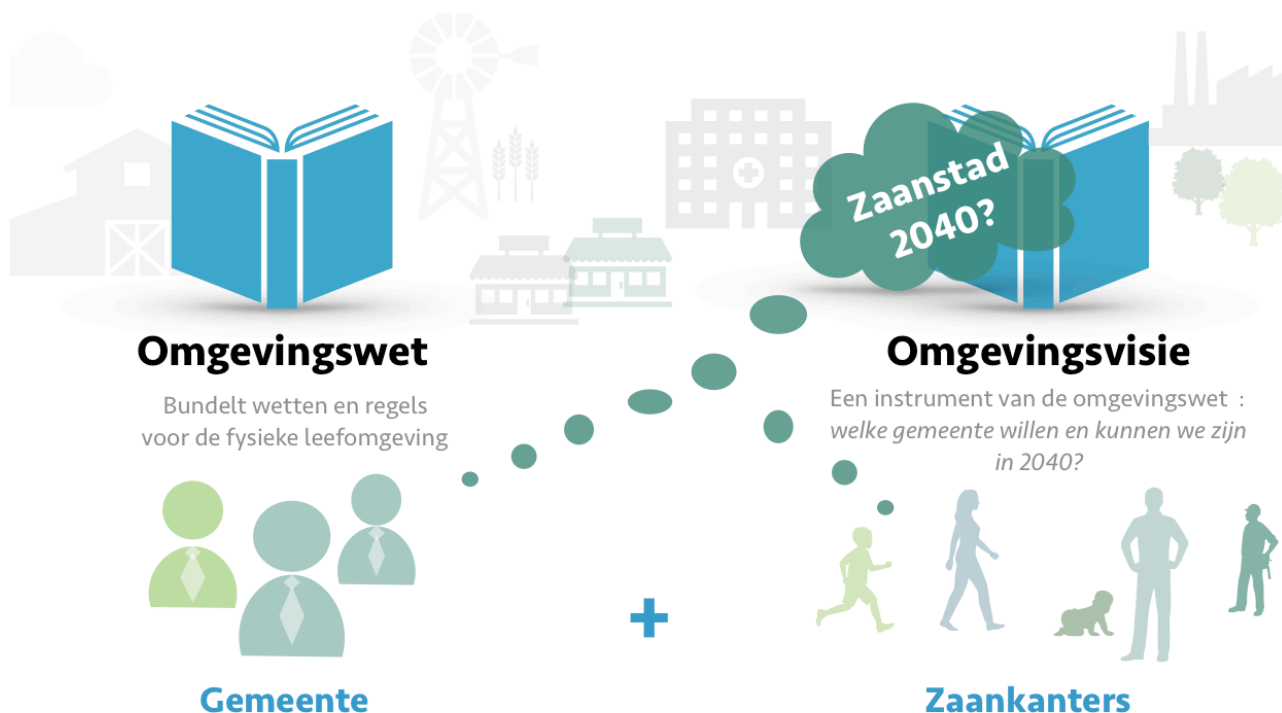 Zaanstad
2040?
Omgevingswet
Bundelt wetten en regels
voor de fysieke leefomgeving
Omgevingsvisie
Een instrument van de omgevingswet :
welke gemeente willen en kunnen we zijn
in 2040?
+
Gemeente
Zaankanters